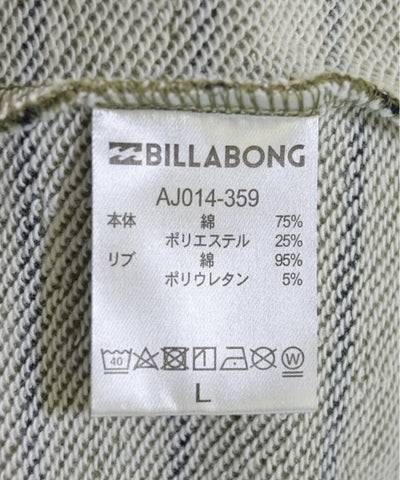 BILLABONG
AJ014-359
本体 綿 75%
ポリエステル 25%
リブ 綿 95%
ポリウレタン 5%
40 W
L